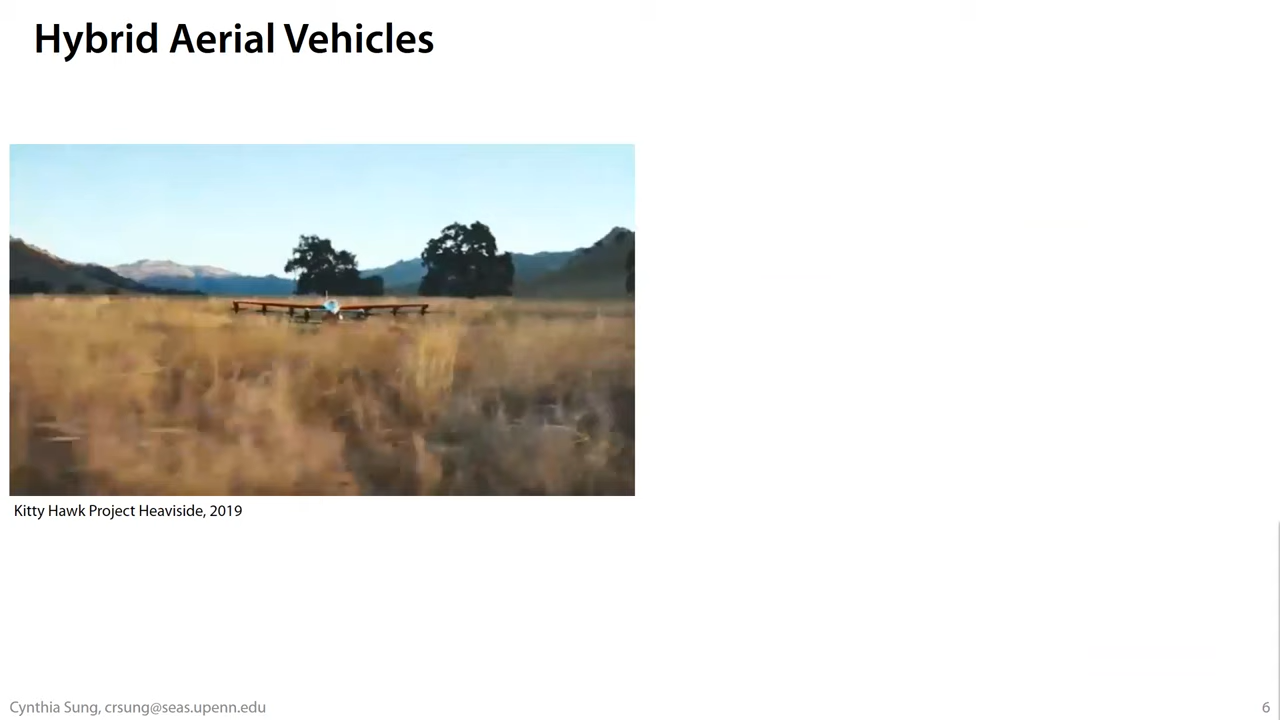 Hybrid Aerial Vehicles
Kitty Hawk Project Heaviside, 2019
Cynthia Sung, crsung@seas.upenn.edu
6